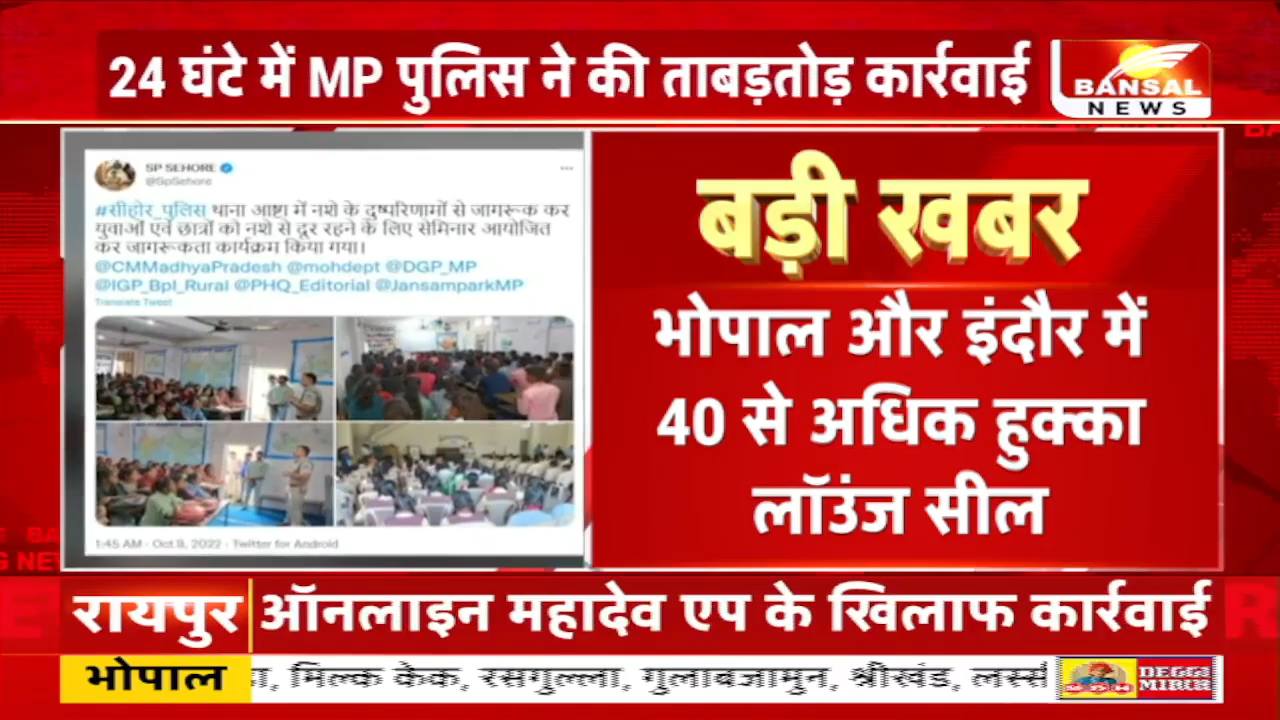 24 घंटे में MP पुलिस ने की ताबड़तोड़ कार्रवाई
BANSAL
NEWS
SP SEHORE
@SpSehore
#सीहोर_पुलिस थाना आष्टा में नशे के दुष्परिणामों से जागरूक कर
युवाओं एवं छात्रों को नशे से दूर रहने के लिए सेमिनार आयोजित
कर जागरूकता कार्यक्रम किया गया।
@CMMadhyaPradesh @mohdept @DGP_MP
@IGP_Bpl_Rural @PHQ_Editorial @JansamparkMP
Translate Tweet
1:45 AM · Oct 9, 2022 · Twitter for Android
बड़ी खबर
भोपाल और इंदौर में
40 से अधिक हुक्का
लॉउंज सील
रायपुर ऑनलाइन महादेव एप के खिलाफ कार्रवाई
भोपाल मिल्क केक, रसगुल्ला, गुलाबजामुन, श्रीखंड,